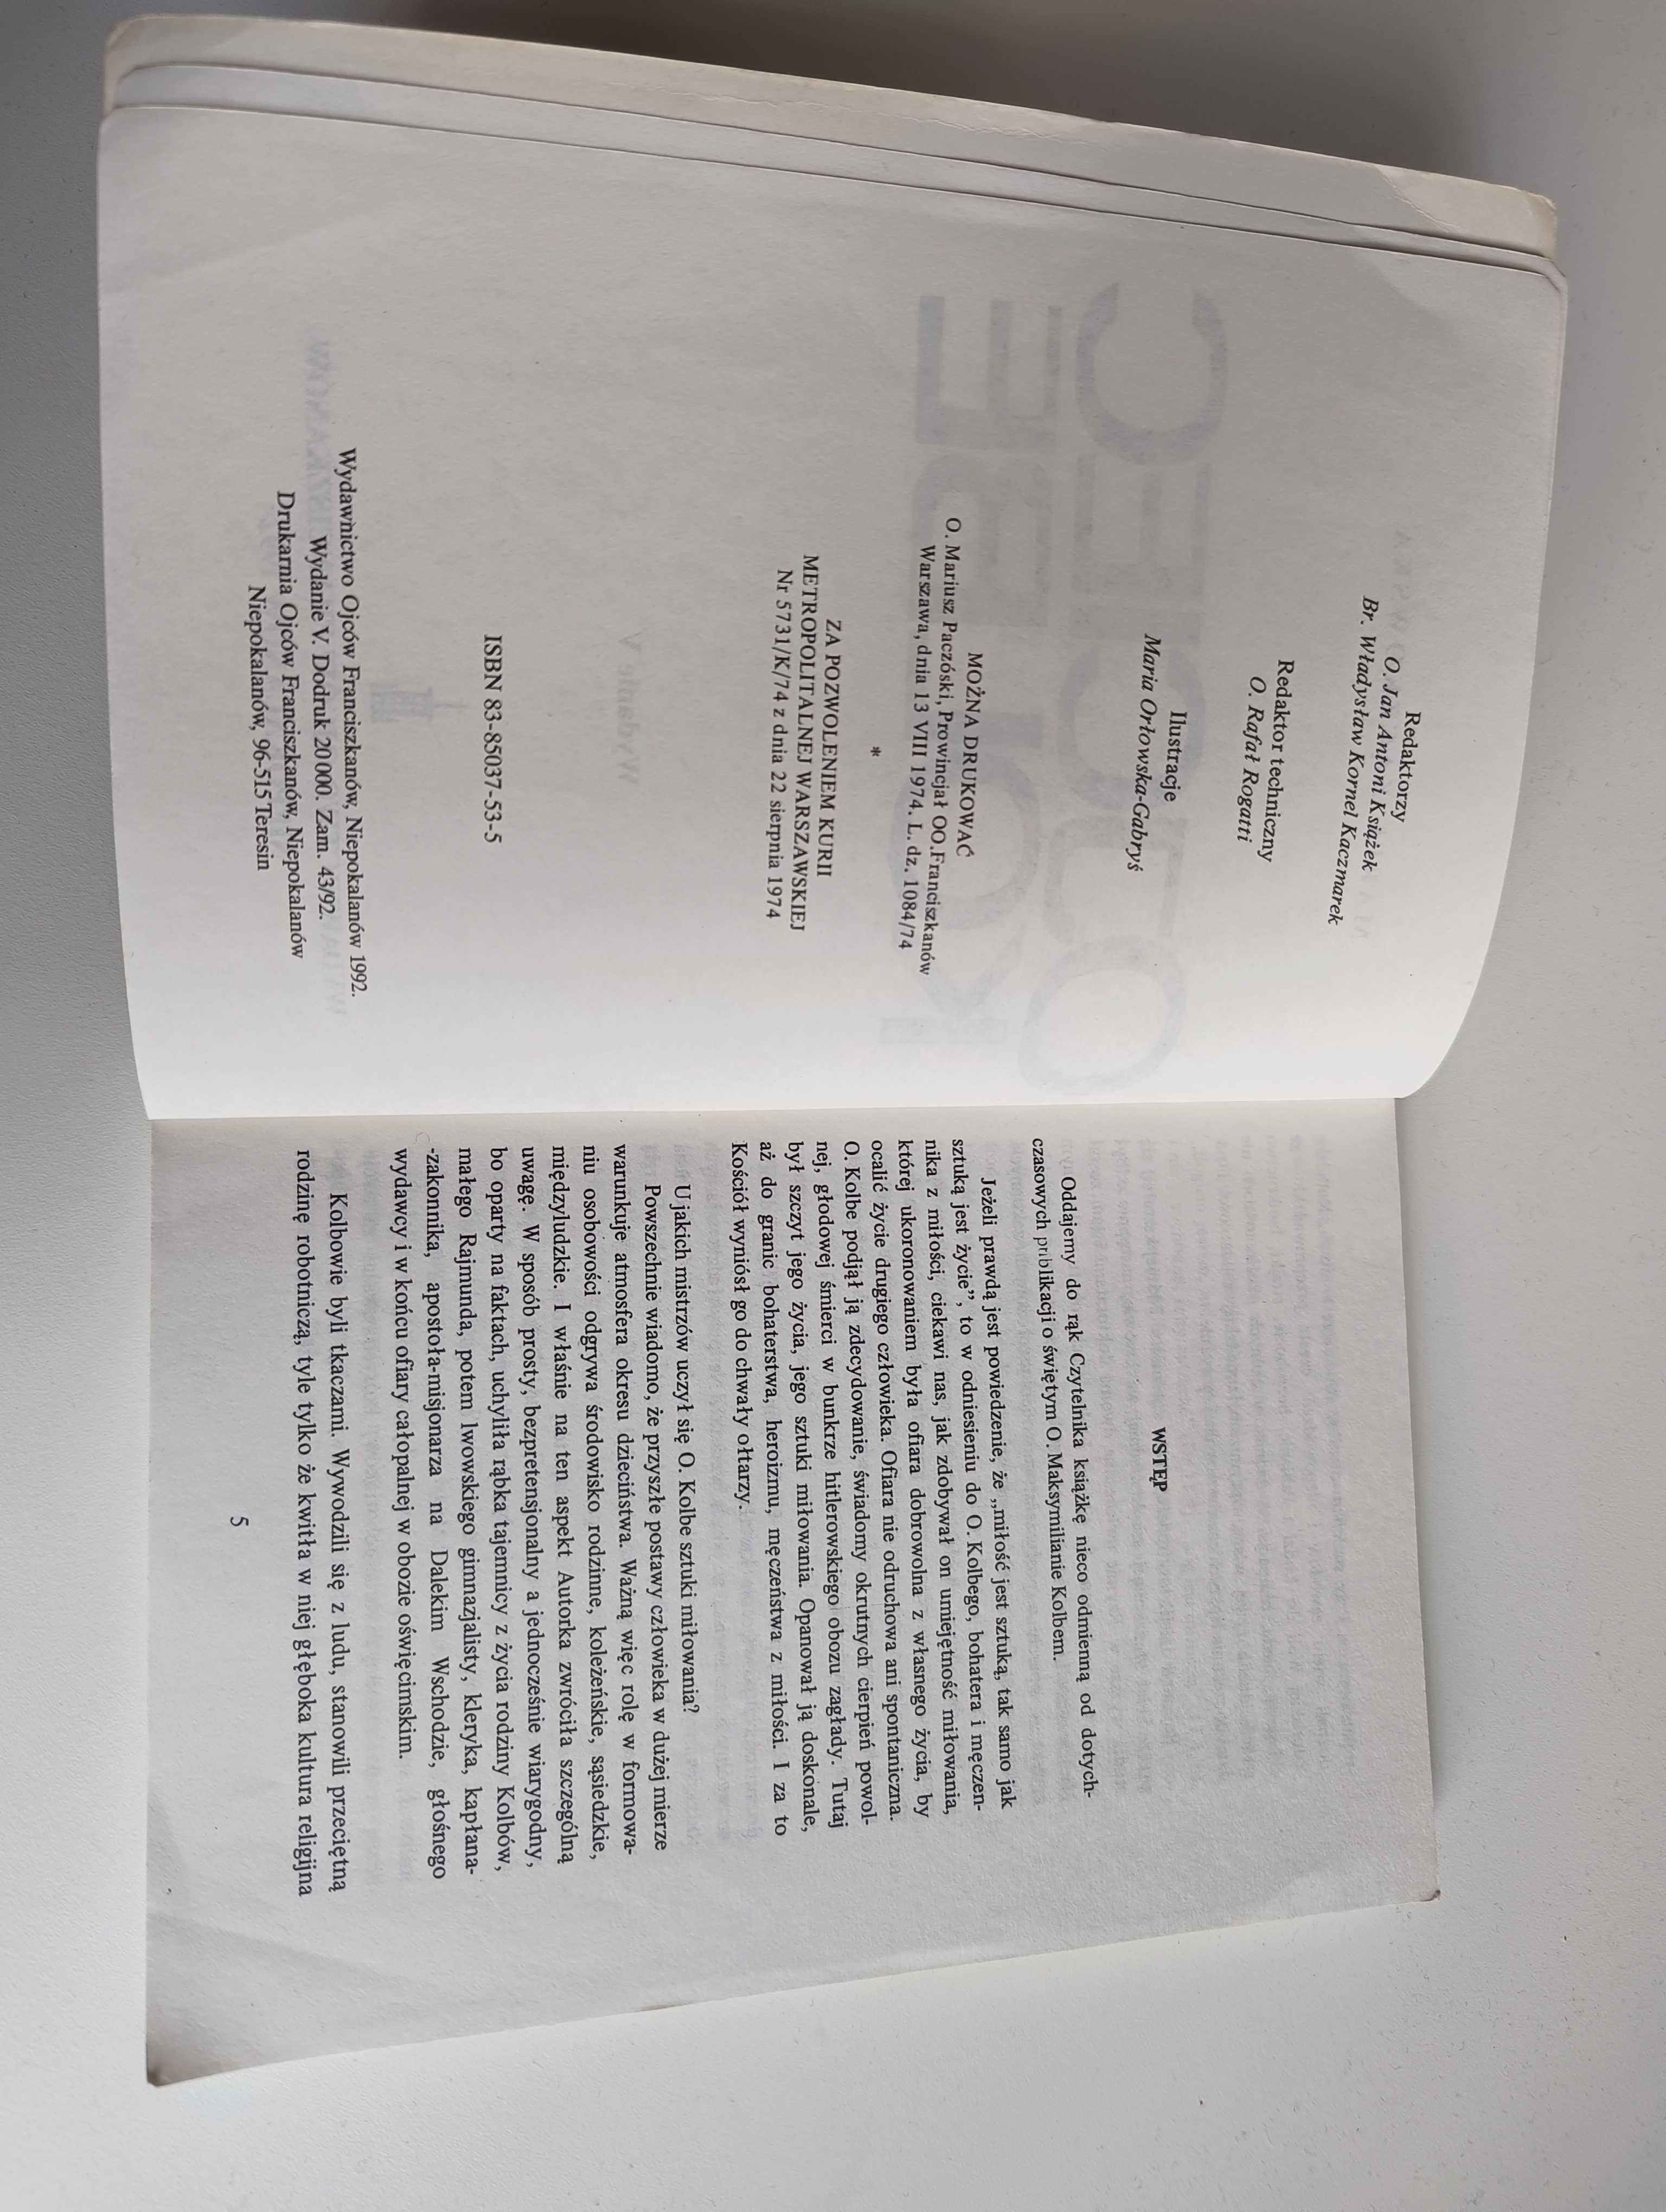 Redaktorzy
O. Jan Antoni Książek
Br. Władysław Kornel Kaczmarek
Redaktor techniczny
O. Rafał Rogatti
Ilustracje
Maria Orłowska-Gabryś
MOŻNA DRUKOWAĆ
O. Mariusz Paczóski, Prowincjał OO.Franciszkanów
Warszawa, dnia 13 VIII 1974. L. dz. 1084/74
*
ZA POZWOLENIEM KURII
METROPOLITALNEJ WARSZAWSKIEJ
Nr 5731/K/74 z dnia 22 sierpnia 1974
ISBN 83-85037-53-5
Wydawnictwo Ojców Franciszkanów, Niepokalanów 1992.
Wydanie V. Dodruk 20000. Zam. 43/92.
Drukarnia Ojców Franciszkanów, Niepokalanów
Niepokalanów, 96-515 Teresin
WSTĘP
Oddajemy do rąk Czytelnika książkę nieco odmienną od dotych-
czasowych publikacji o świętym O. Maksymilianie Kolbem.
Jeżeli prawdą jest powiedzenie, że „miłość jest sztuką, tak samo jak
sztuką jest życie”, to w odniesieniu do O. Kolbego, bohatera i męczen-
nika z miłości, ciekawi nas, jak zdobywał on umiejętność miłowania,
której ukoronowaniem była ofiara dobrowolna z własnego życia, by
ocalić życie drugiego człowieka. Ofiara nie odruchowa ani spontaniczna.
O. Kolbe podjął ją zdecydowanie, świadomy okrutnych cierpień powol-
nej, głodowej śmierci w bunkrze hitlerowskiego obozu zagłady. Tutaj
był szczyt jego życia, jego sztuki miłowania. Opanował ją doskonale,
aż do granic bohaterstwa, heroizmu, męczeństwa z miłości. I za to
Kościół wyniósł go do chwały ołtarzy.
U jakich mistrzów uczył się O. Kolbe sztuki miłowania?
Powszechnie wiadomo, że przyszłe postawy człowieka w dużej mierze
warunkuje atmosfera okresu dzieciństwa. Ważną więc rolę w formowa-
niu osobowości odgrywa środowisko rodzinne, koleżeńskie, sąsiedzkie,
międzyludzkie. I właśnie na ten aspekt Autorka zwróciła szczególną
uwagę. W sposób prosty, bezpretensjonalny a jednocześnie wiarygodny,
bo oparty na faktach, uchyliła rąbka tajemnicy z życia rodziny Kolbów,
małego Rajmunda, potem lwowskiego gimnazjalisty, kleryka, kapłana-
-zakonnika, apostoła-misjonarza na Dalekim Wschodzie, głośnego
wydawcy i w końcu ofiary całopalnej w obozie oświęcimskim.
Kolbowie byli tkaczami. Wywodzili się z ludu, stanowili przeciętną
rodzinę robotniczą, tyle tylko że kwitła w niej głęboka kultura religijna
5